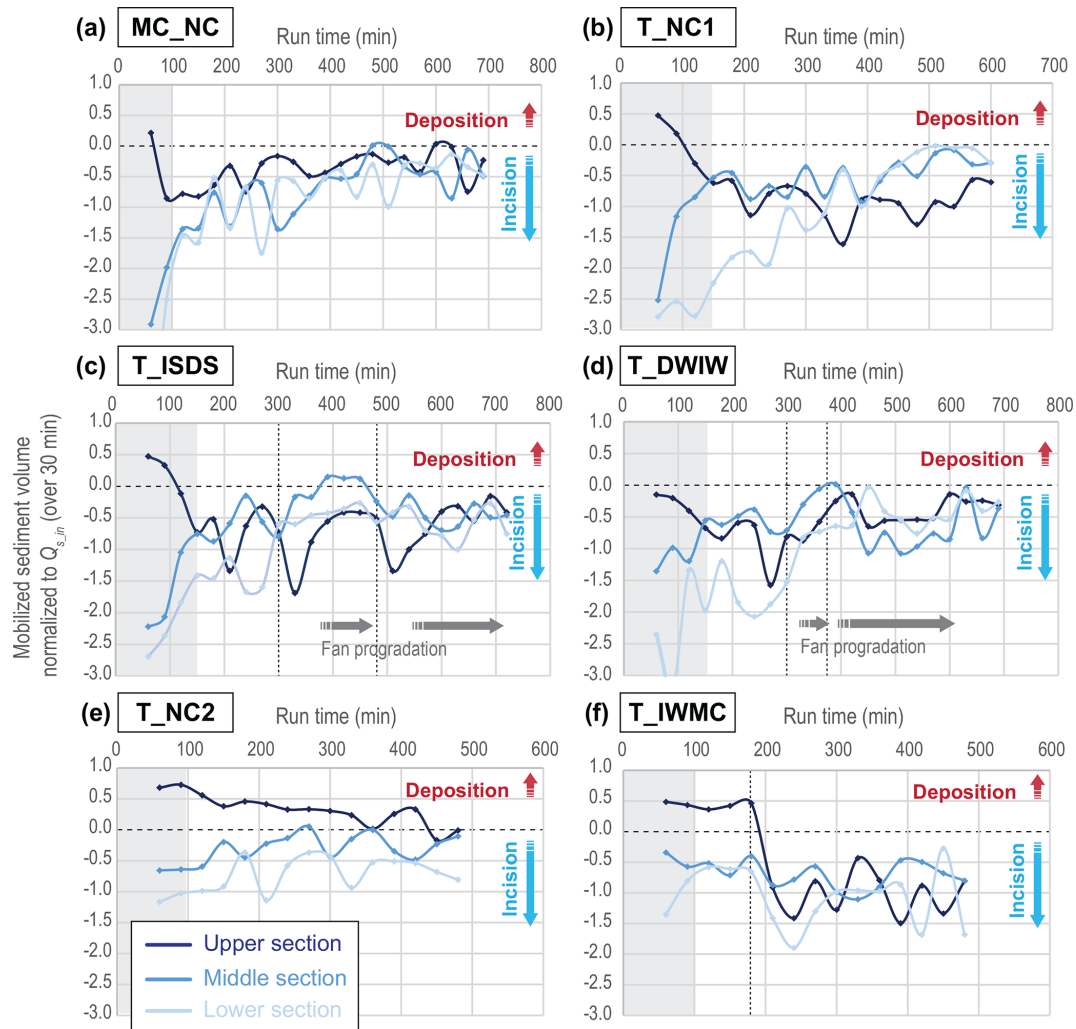 (a) MC_NC
Run time (min)
0 100 200 300 400 500 600 700 800
1.0
0.5
0.0
-0.5
-1.0
-1.5
-2.0
-2.5
-3.0
Deposition
Incision
(b) T_NC1
Run time (min)
0 100 200 300 400 500 600 700
1.0
0.5
0.0
-0.5
-1.0
-1.5
-2.0
-2.5
-3.0
Deposition
Incision
Mobilized sediment volume
normalized to Qs_in (over 30 min)
(c) T_ISDS
Run time (min)
0 100 200 300 400 500 600 700 800
1.0
0.5
0.0
-0.5
-1.0
-1.5
-2.0
-2.5
-3.0
Deposition
Incision
Fan progradation
(d) T_DWIW
Run time (min)
0 100 200 300 400 500 600 700 800
1.0
0.5
0.0
-0.5
-1.0
-1.5
-2.0
-2.5
-3.0
Deposition
Incision
Fan progradation
(e) T_NC2
Run time (min)
0 100 200 300 400 500 600
1.0
0.5
0.0
-0.5
-1.0
-1.5
-2.0
-2.5
-3.0
Deposition
Incision
Upper section
Middle section
Lower section
(f) T_IWMC
Run time (min)
0 100 200 300 400 500 600
1.0
0.5
0.0
-0.5
-1.0
-1.5
-2.0
-2.5
-3.0
Deposition
Incision